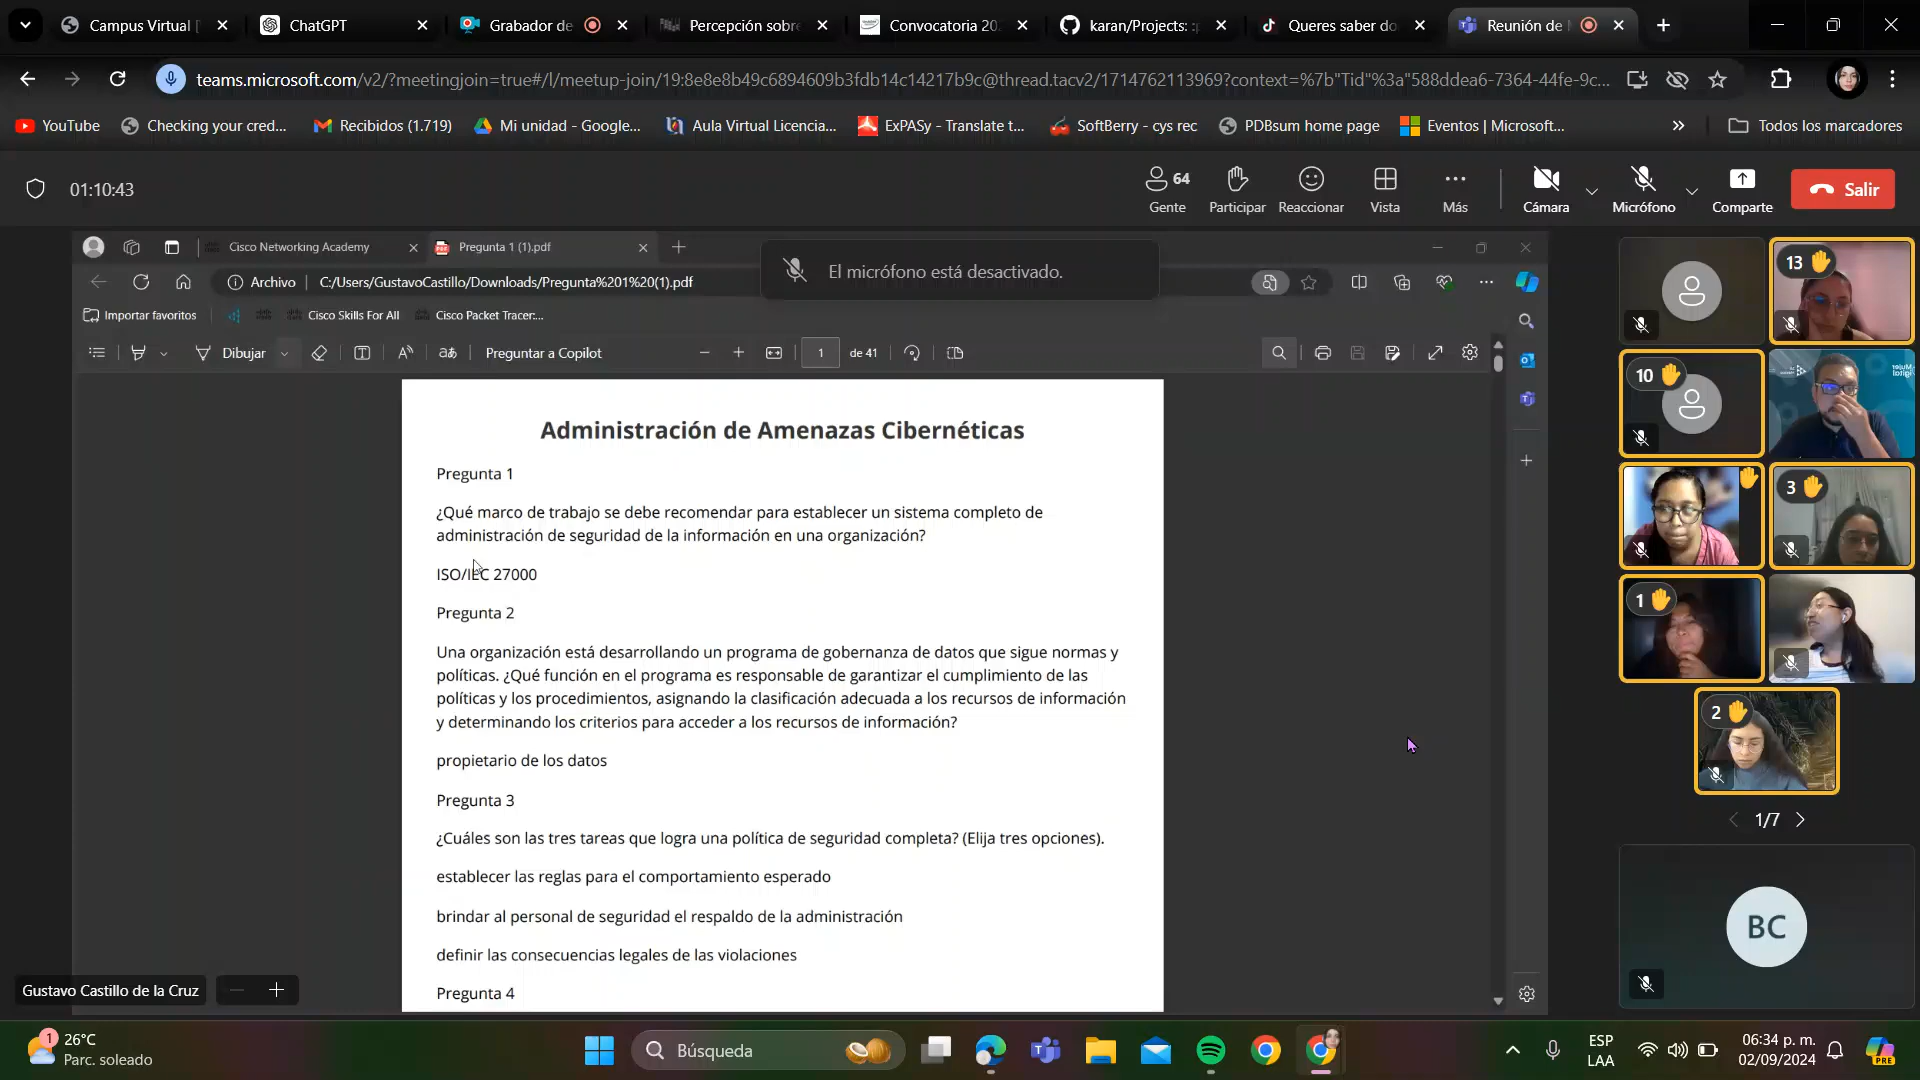 Campus Virtual [
ChatGPT
Grabador de
Percepción sobre
Convocatoria 20
karan/Projects: :p
Queres saber do
Reunión de M
teams.microsoft.com/v2/?meetingjoin=true#/l/meetup-join/19:8e8e8b49c6894609b3fdb14c14217b9c@thread.tacv2/1714762113969?context=%7b"Tid"%3a"588ddea6-7364-44fe-9c...
YouTube
Checking your cred...
Recibidos (1.719)
Mi unidad - Google...
Aula Virtual Licencia...
ExPASy - Translate t...
SoftBerry - cys rec
PDBsum home page
Eventos | Microsoft...
Todos los marcadores
01:10:43
64
Gente
Participar
Reaccionar
Vista
Más
Cámara
Micrófono
Comparte
Salir
Cisco Networking Academy
Pregunta 1 (1).pdf
El micrófono está desactivado.
Archivo
C:/Users/GustavoCastillo/Downloads/Pregunta%201%20(1).pdf
Importar favoritos
Cisco Skills For All
Cisco Packet Tracer:...
Dibujar
Preguntar a Copilot
1
de 41
Administración de Amenazas Cibernéticas
Pregunta 1
¿Qué marco de trabajo se debe recomendar para establecer un sistema completo de
administración de seguridad de la información en una organización?
ISO/IEC 27000
Pregunta 2
Una organización está desarrollando un programa de gobernanza de datos que sigue normas y
políticas. ¿Qué función en el programa es responsable de garantizar el cumplimiento de las
políticas y los procedimientos, asignando la clasificación adecuada a los recursos de información
y determinando los criterios para acceder a los recursos de información?
propietario de los datos
Pregunta 3
¿Cuáles son las tres tareas que logra una política de seguridad completa? (Elija tres opciones).
establecer las reglas para el comportamiento esperado
brindar al personal de seguridad el respaldo de la administración
definir las consecuencias legales de las violaciones
Pregunta 4
Gustavo Castillo de la Cruz
13
10
3
1
2
1/7
BC
1
26°C
Parc. soleado
Búsqueda
ESP
LAA
06:34 p. m.
02/09/2024
PRE